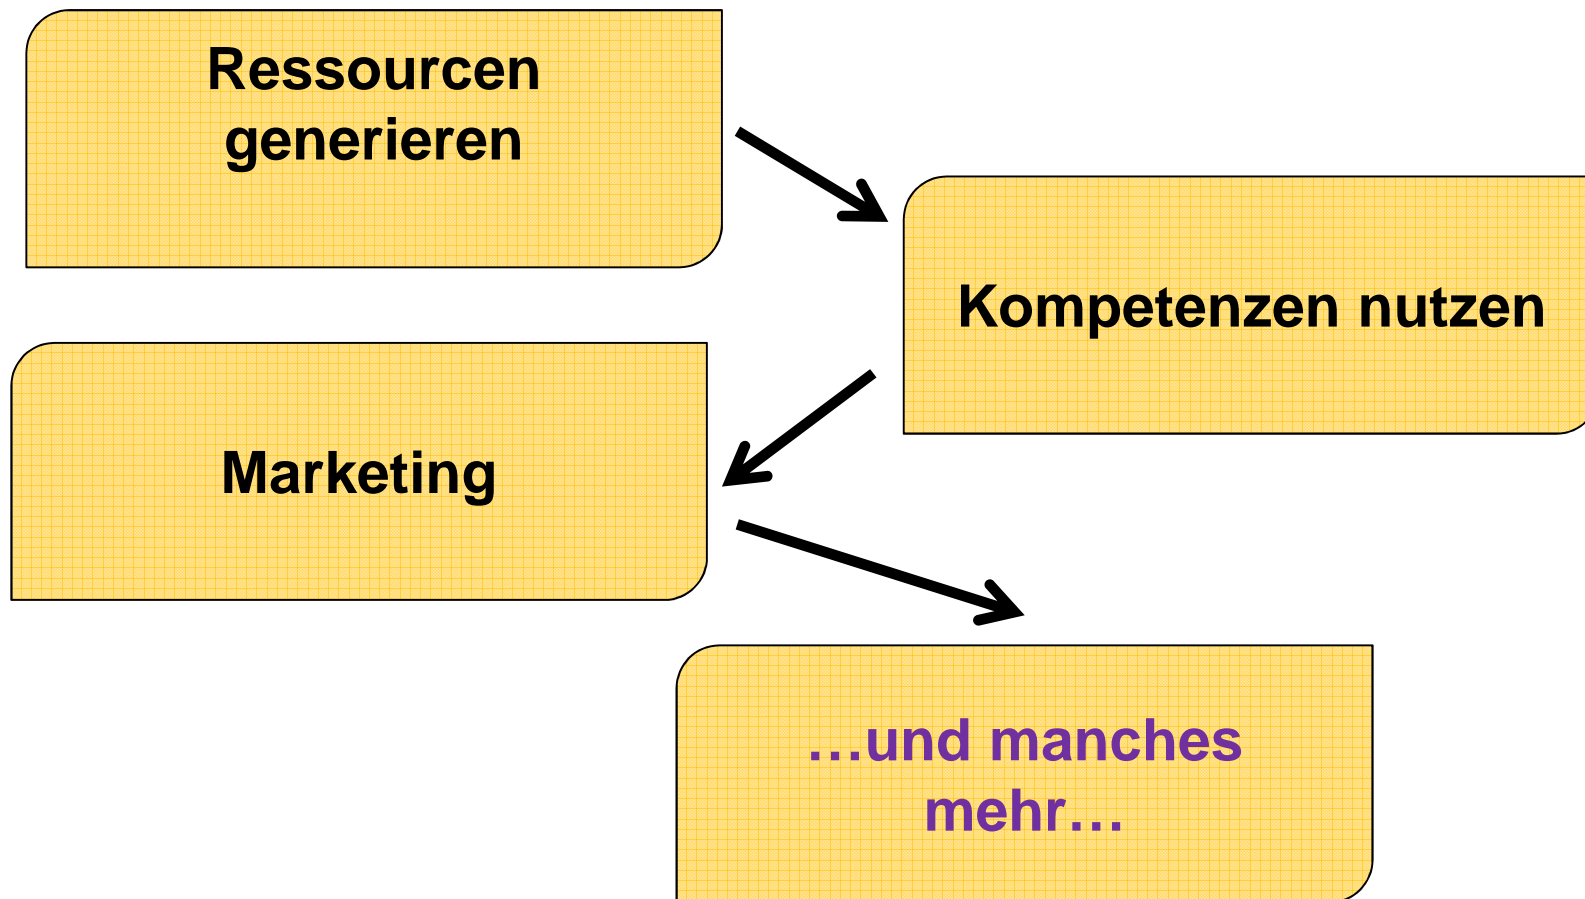 Ressourcen
generieren
Kompetenzen nutzen
Marketing
…und manches
mehr…